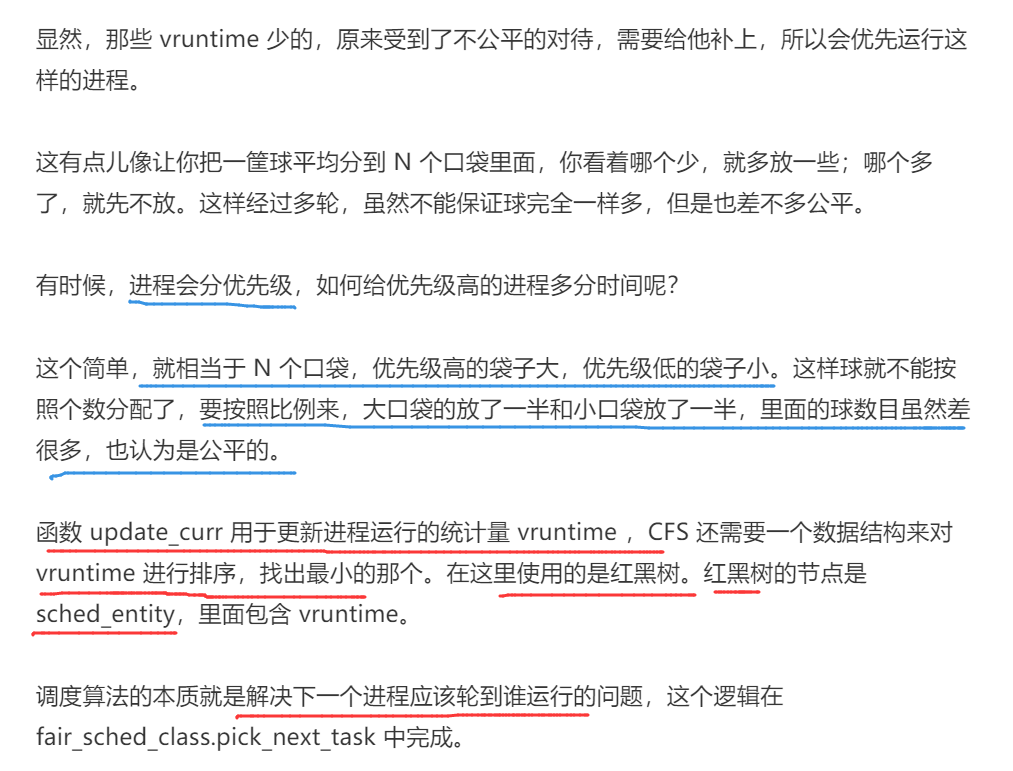 显然，那些 vruntime 少的，原来受到了不公平的对待，需要给他补上，所以会优先运行这
样的进程。
这有点儿像让你把一筐球平均分到 N 个口袋里面，你看着哪个少，就多放一些；哪个多
了，就先不放。这样经过多轮，虽然不能保证球完全一样多，但是也差不多公平。
有时候，进程会分优先级，如何给优先级高的进程多分时间呢？
这个简单，就相当于 N 个口袋，优先级高的袋子大，优先级低的袋子小。这样球就不能按
照个数分配了，要按照比例来，大口袋的放了一半和小口袋放了一半，里面的球数目虽然差
很多，也认为是公平的。
函数 update_curr 用于更新进程运行的统计量 vruntime ，CFS 还需要一个数据结构来对
vruntime 进行排序，找出最小的那个。在这里使用的是红黑树。红黑树的节点是
sched_entity，里面包含 vruntime。
调度算法的本质就是解决下一个进程应该轮到谁运行的问题，这个逻辑在
fair_sched_class.pick_next_task 中完成。